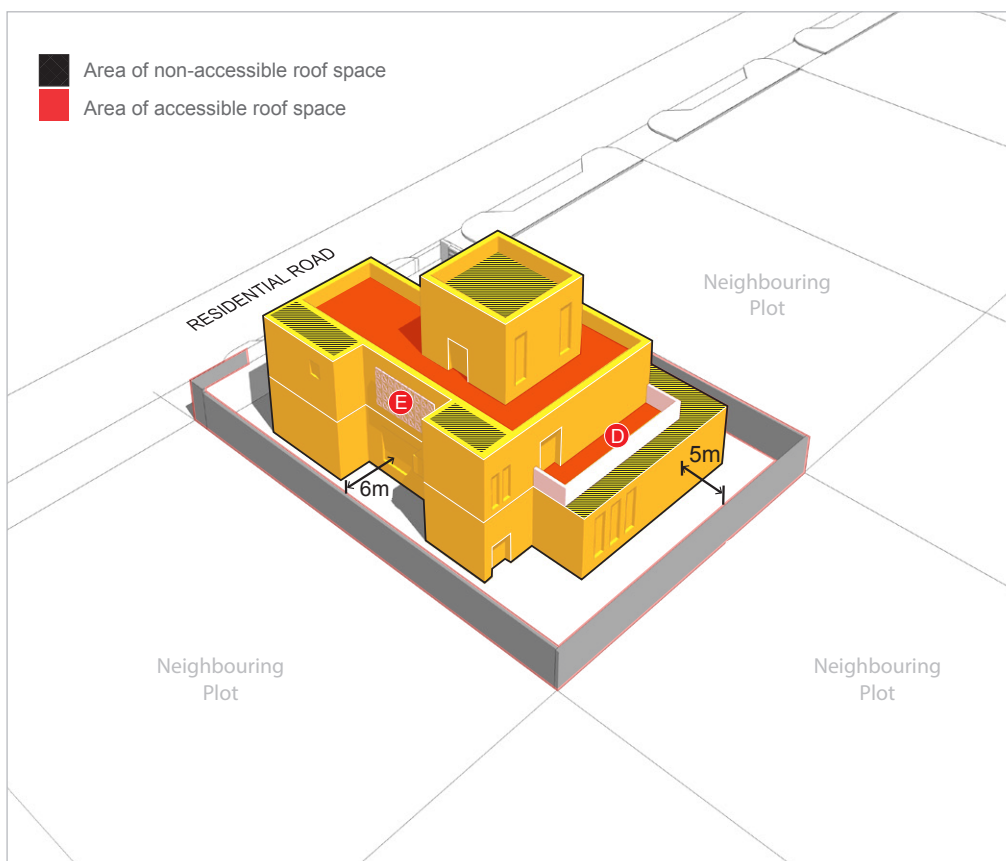 Area of non-accessible roof space
Area of accessible roof space
RESIDENTIAL ROAD
Neighbouring
Plot
E
D
5m
6m
Neighbouring
Plot
Neighbouring
Plot